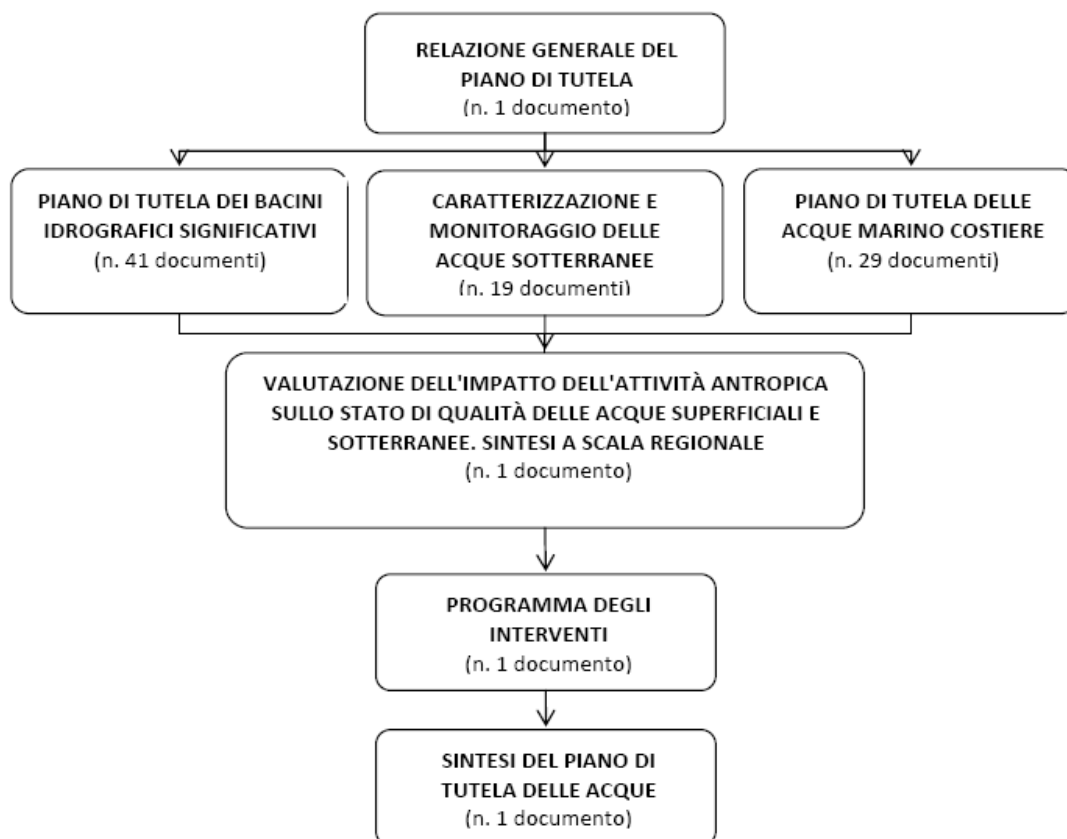 RELAZIONE GENERALE DEL
PIANO DI TUTELA
(n. 1 documento)
PIANO DI TUTELA DEI BACINI
IDROGRAFICI SIGNIFICATIVI
(n. 41 documenti)
CARATTERIZZAZIONE E
MONITORAGGIO DELLE
ACQUE SOTTERRANEE
(n. 19 documenti)
PIANO DI TUTELA DELLE
ACQUE MARINO COSTIERE
(n. 29 documenti)
VALUTAZIONE DELL'IMPATTO DELL'ATTIVITÀ ANTROPICA
SULLO STATO DI QUALITÀ DELLE ACQUE SUPERFICIALI E
SOTTERRANEE. SINTESI A SCALA REGIONALE
(n. 1 documento)
PROGRAMMA DEGLI
INTERVENTI
(n. 1 documento)
SINTESI DEL PIANO DI
TUTELA DELLE ACQUE
(n. 1 documento)